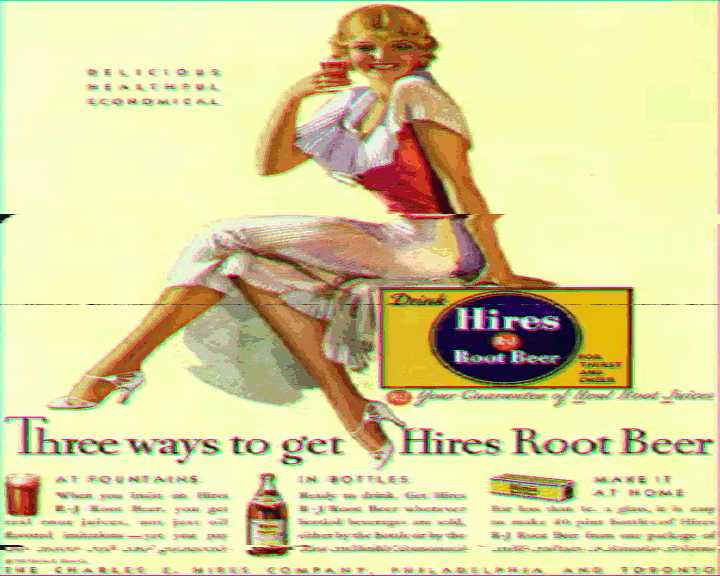 DELICIOUS
HEALTHFUL
ECONOMICAL
Drink
Hires
R-J
Root Beer
FOR
THIRST
AND
CHEER
R-J Your Guarantee of Real Root Juices
Three ways to get Hires Root Beer
AT FOUNTAINS
When you insist on Hires
R-J Root Beer, you get
real root juices, not just oil
flavored imitations—yet you pay
IN BOTTLES
Ready to drink. Get Hires
R-J Root Beer wherever
bottled beverages are sold,
either by the bottle or by the
MAKE IT
AT HOME
For less than 1c. a glass, it is easy
to make 40 pint bottles of Hires
R-J Root Beer from one package of
THE CHARLES E. HIRES COMPANY, PHILADELPHIA AND TORONTO